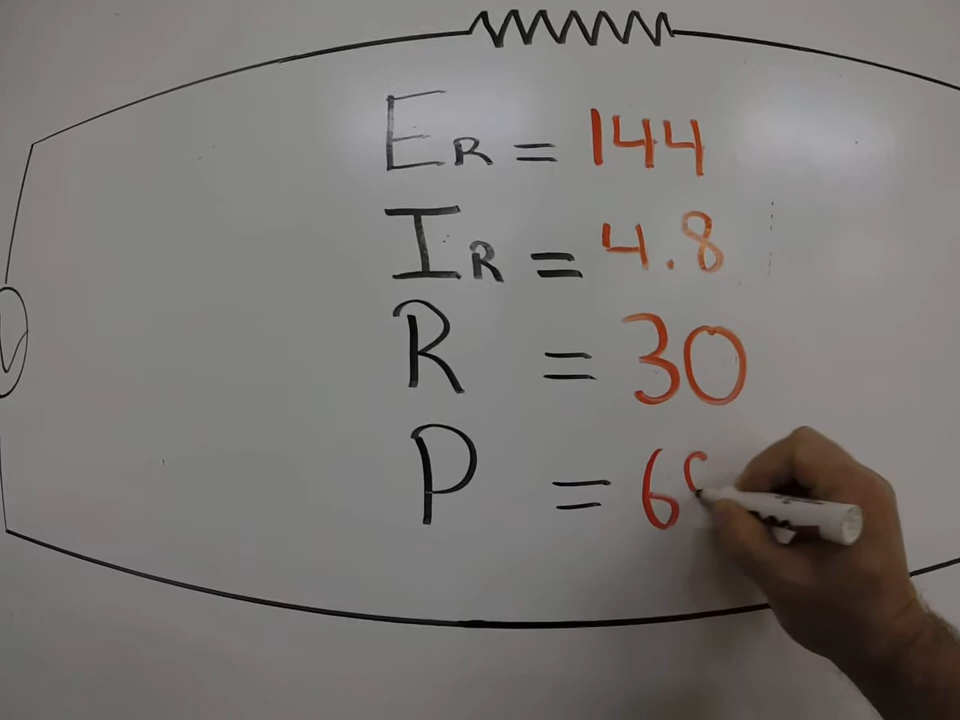 ER = 144
IR = 4.8
R = 30
P = 6